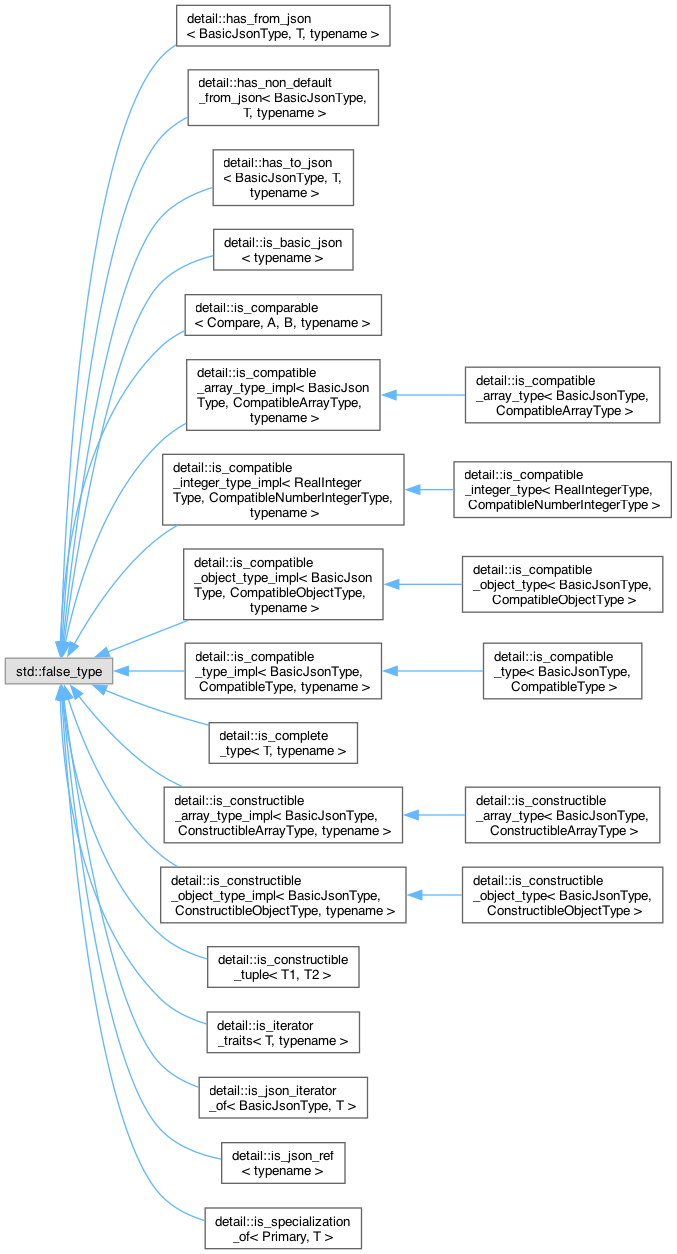 detail::has_from_json
< BasicJsonType, T, typename >
detail::has_non_default
_from_json< BasicJsonType,
T, typename >
detail::has_to_json
< BasicJsonType, T,
typename >
detail::is_basic_json
< typename >
detail::is_comparable
< Compare, A, B, typename >
detail::is_compatible
_array_type_impl< BasicJson
Type, CompatibleArrayType,
typename >
detail::is_compatible
_array_type< BasicJsonType,
CompatibleArrayType >
detail::is_compatible
_integer_type_impl< RealInteger
Type, CompatibleNumberIntegerType,
typename >
detail::is_compatible
_integer_type< RealIntegerType,
CompatibleNumberIntegerType >
detail::is_compatible
_object_type_impl< BasicJson
Type, CompatibleObjectType,
typename >
detail::is_compatible
_object_type< BasicJsonType,
CompatibleObjectType >
std::false_type
detail::is_compatible
_type_impl< BasicJsonType,
CompatibleType, typename >
detail::is_compatible
_type< BasicJsonType,
CompatibleType >
detail::is_complete
_type< T, typename >
detail::is_constructible
_array_type_impl< BasicJsonType,
ConstructibleArrayType, typename >
detail::is_constructible
_array_type< BasicJsonType,
ConstructibleArrayType >
detail::is_constructible
_object_type_impl< BasicJsonType,
ConstructibleObjectType, typename >
detail::is_constructible
_object_type< BasicJsonType,
ConstructibleObjectType >
detail::is_constructible
_tuple< T1, T2 >
detail::is_iterator
_traits< T, typename >
detail::is_json_iterator
_of< BasicJsonType, T >
detail::is_json_ref
< typename >
detail::is_specialization
_of< Primary, T >